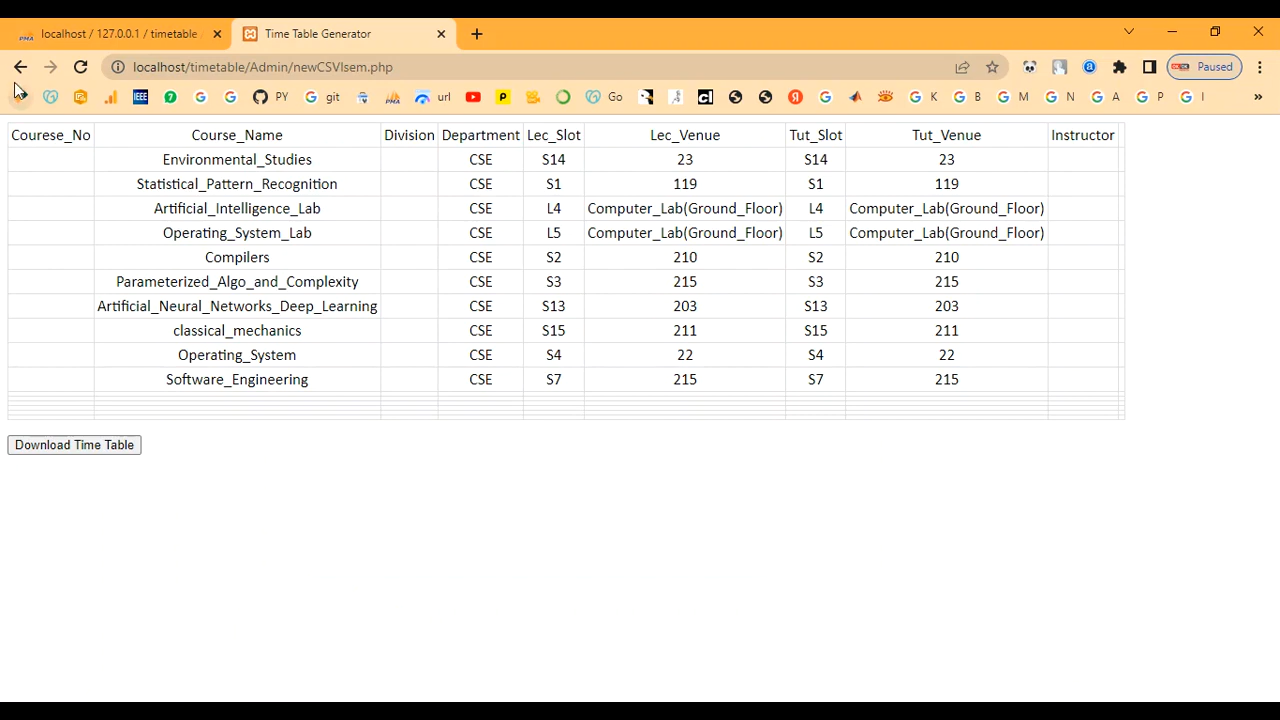 localhost / 127.0.0.1 / timetable
Time Table Generator
localhost/timetable/Admin/newCSVIsem.php
Paused
PY
git
url
Go
K
B
M
N
A
P
I
Courese_No Course_Name Division Department Lec_Slot Lec_Venue Tut_Slot Tut_Venue Instructor
Environmental_Studies CSE S14 23 S14 23
Statistical_Pattern_Recognition CSE S1 119 S1 119
Artificial_Intelligence_Lab CSE L4 Computer_Lab(Ground_Floor) L4 Computer_Lab(Ground_Floor)
Operating_System_Lab CSE L5 Computer_Lab(Ground_Floor) L5 Computer_Lab(Ground_Floor)
Compilers CSE S2 210 S2 210
Parameterized_Algo_and_Complexity CSE S3 215 S3 215
Artificial_Neural_Networks_Deep_Learning CSE S13 203 S13 203
classical_mechanics CSE S15 211 S15 211
Operating_System CSE S4 22 S4 22
Software_Engineering CSE S7 215 S7 215
Download Time Table